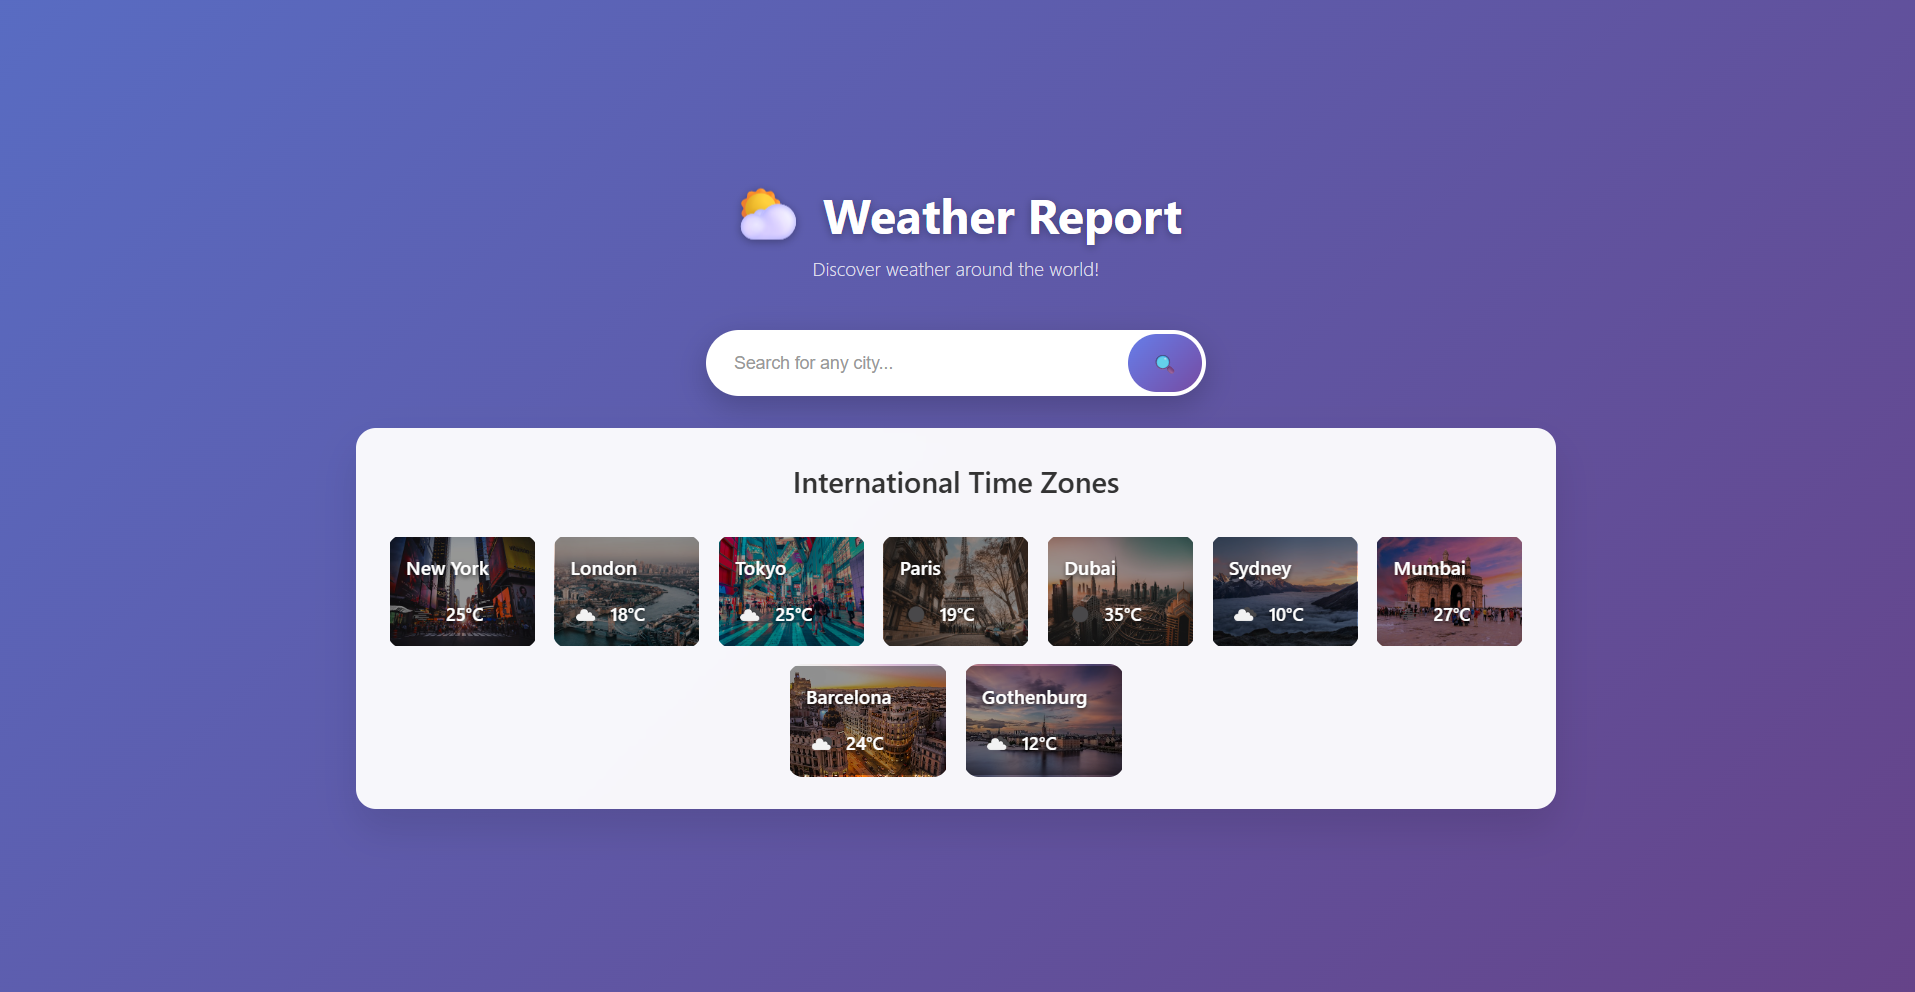 Weather Report
Discover weather around the world!
Search for any city...
International Time Zones
New York
25°C
London
18°C
Tokyo
25°C
Paris
19°C
Dubai
35°C
Sydney
10°C
Mumbai
27°C
Barcelona
24°C
Gothenburg
12°C